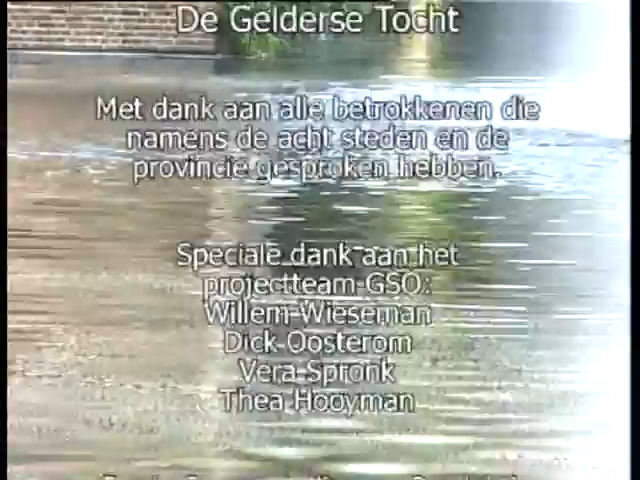 De Gelderse Tocht
Met dank aan alle betrokkenen die
namens de acht steden en de
provincie gesproken hebben.
Speciale dank aan het
projectteam GSO:
Willem Wieseman
Dick Oosterom
Vera Spronk
Thea Hooyman